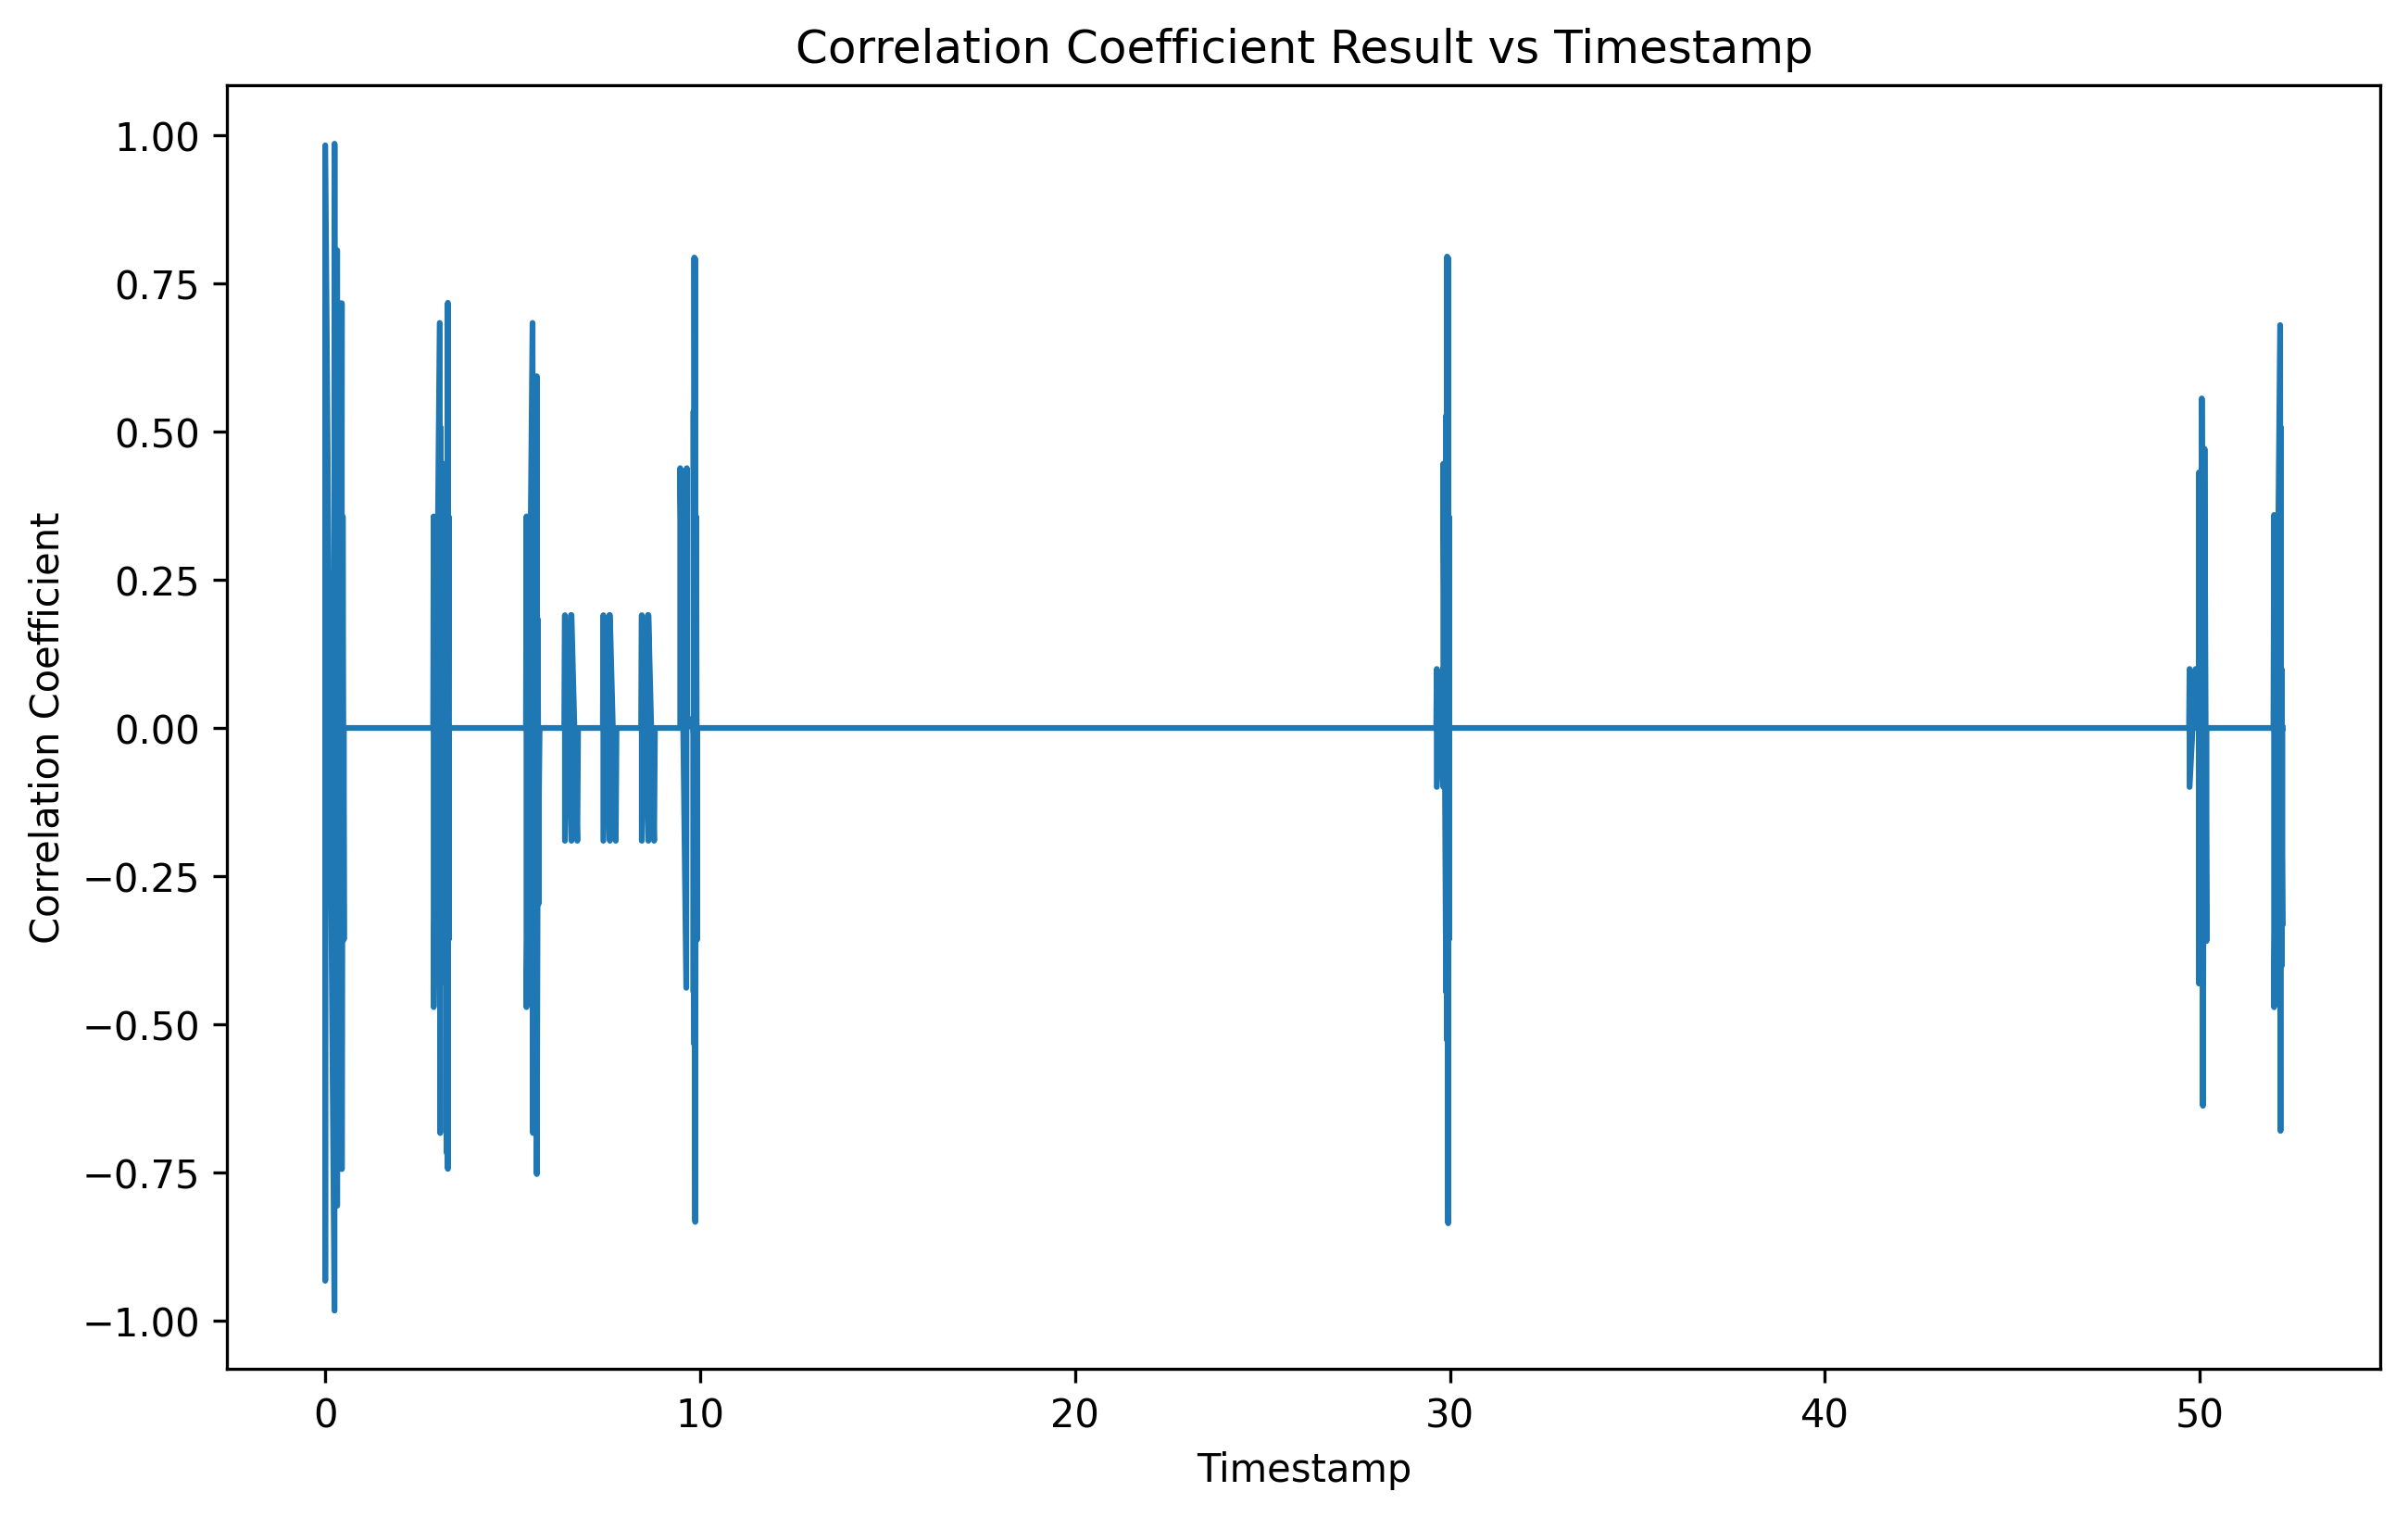 Correlation Coefficient Result vs Timestamp
Correlation Coefficient
1.00
0.75
0.50
0.25
0.00
−0.25
−0.50
−0.75
−1.00
0 10 20 30 40 50
Timestamp